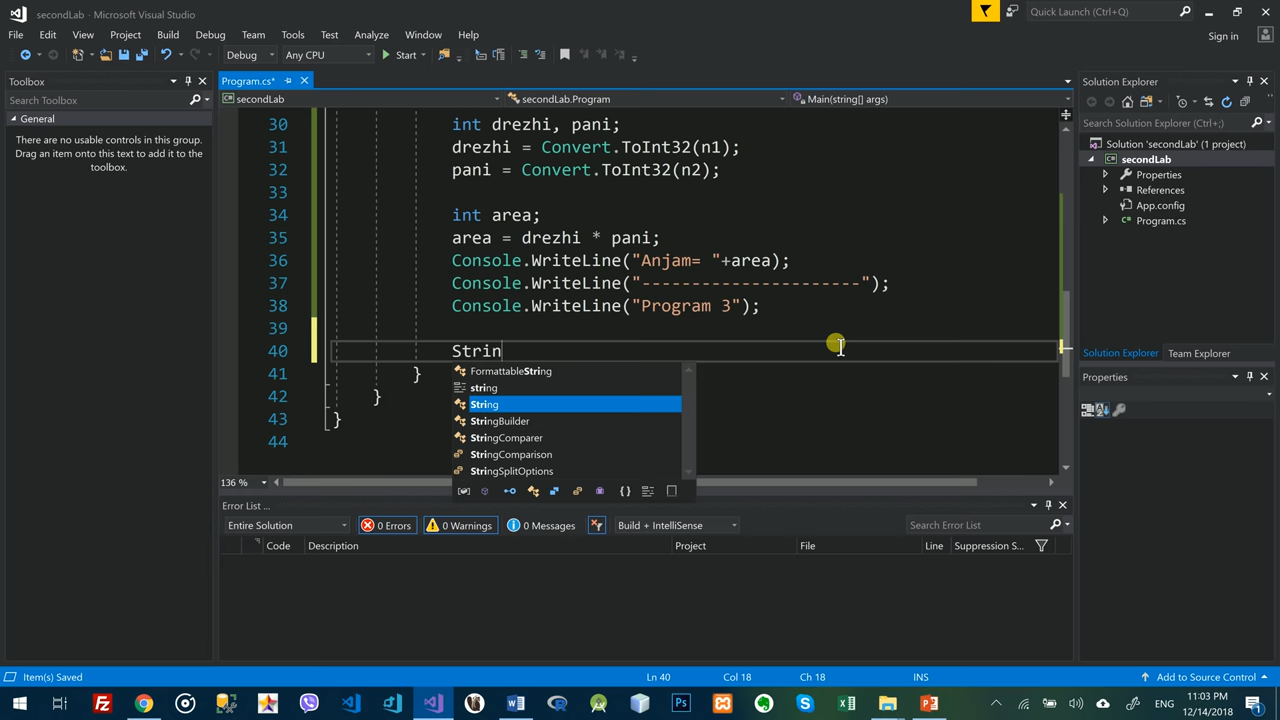 secondLab - Microsoft Visual Studio
Quick Launch (Ctrl+Q)
File Edit View Project Build Debug Team Tools Test Analyze Window Help
Sign in
Debug Any CPU Start
Toolbox
Program.cs*
Solution Explorer
Search Toolbox
secondLab secondLab.Program Main(string[] args)
General
There are no usable controls in this group.
Drag an item onto this text to add it to the
toolbox.
Search Solution Explorer (Ctrl+;)
Solution 'secondLab' (1 project)
secondLab
Properties
References
App.config
Program.cs
30 int drezhi, pani;
31 drezhi = Convert.ToInt32(n1);
32 pani = Convert.ToInt32(n2);
33
34 int area;
35 area = drezhi * pani;
36 Console.WriteLine("Anjam= "+area);
37 Console.WriteLine("----------------------");
38 Console.WriteLine("Program 3");
39
40 Strin
41 }
42 }
43 }
44
FormattableString
string
String
StringBuilder
StringComparer
StringComparison
StringSplitOptions
Solution Explorer Team Explorer
Properties
136 %
Error List ...
Entire Solution 0 Errors 0 Warnings 0 Messages Build + IntelliSense Search Error List
Code Description Project File Line Suppression S...
Item(s) Saved Ln 40 Col 18 Ch 18 INS Add to Source Control
ENG 11:03 PM
12/14/2018